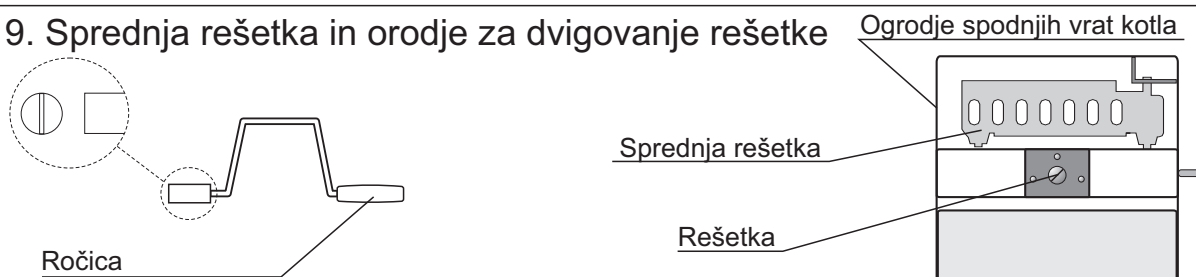 9. Sprednja rešetka in orodje za dvigovanje rešetke
Ogrodje spodnjih vrat kotla
Sprednja rešetka
Rešetka
Ročica